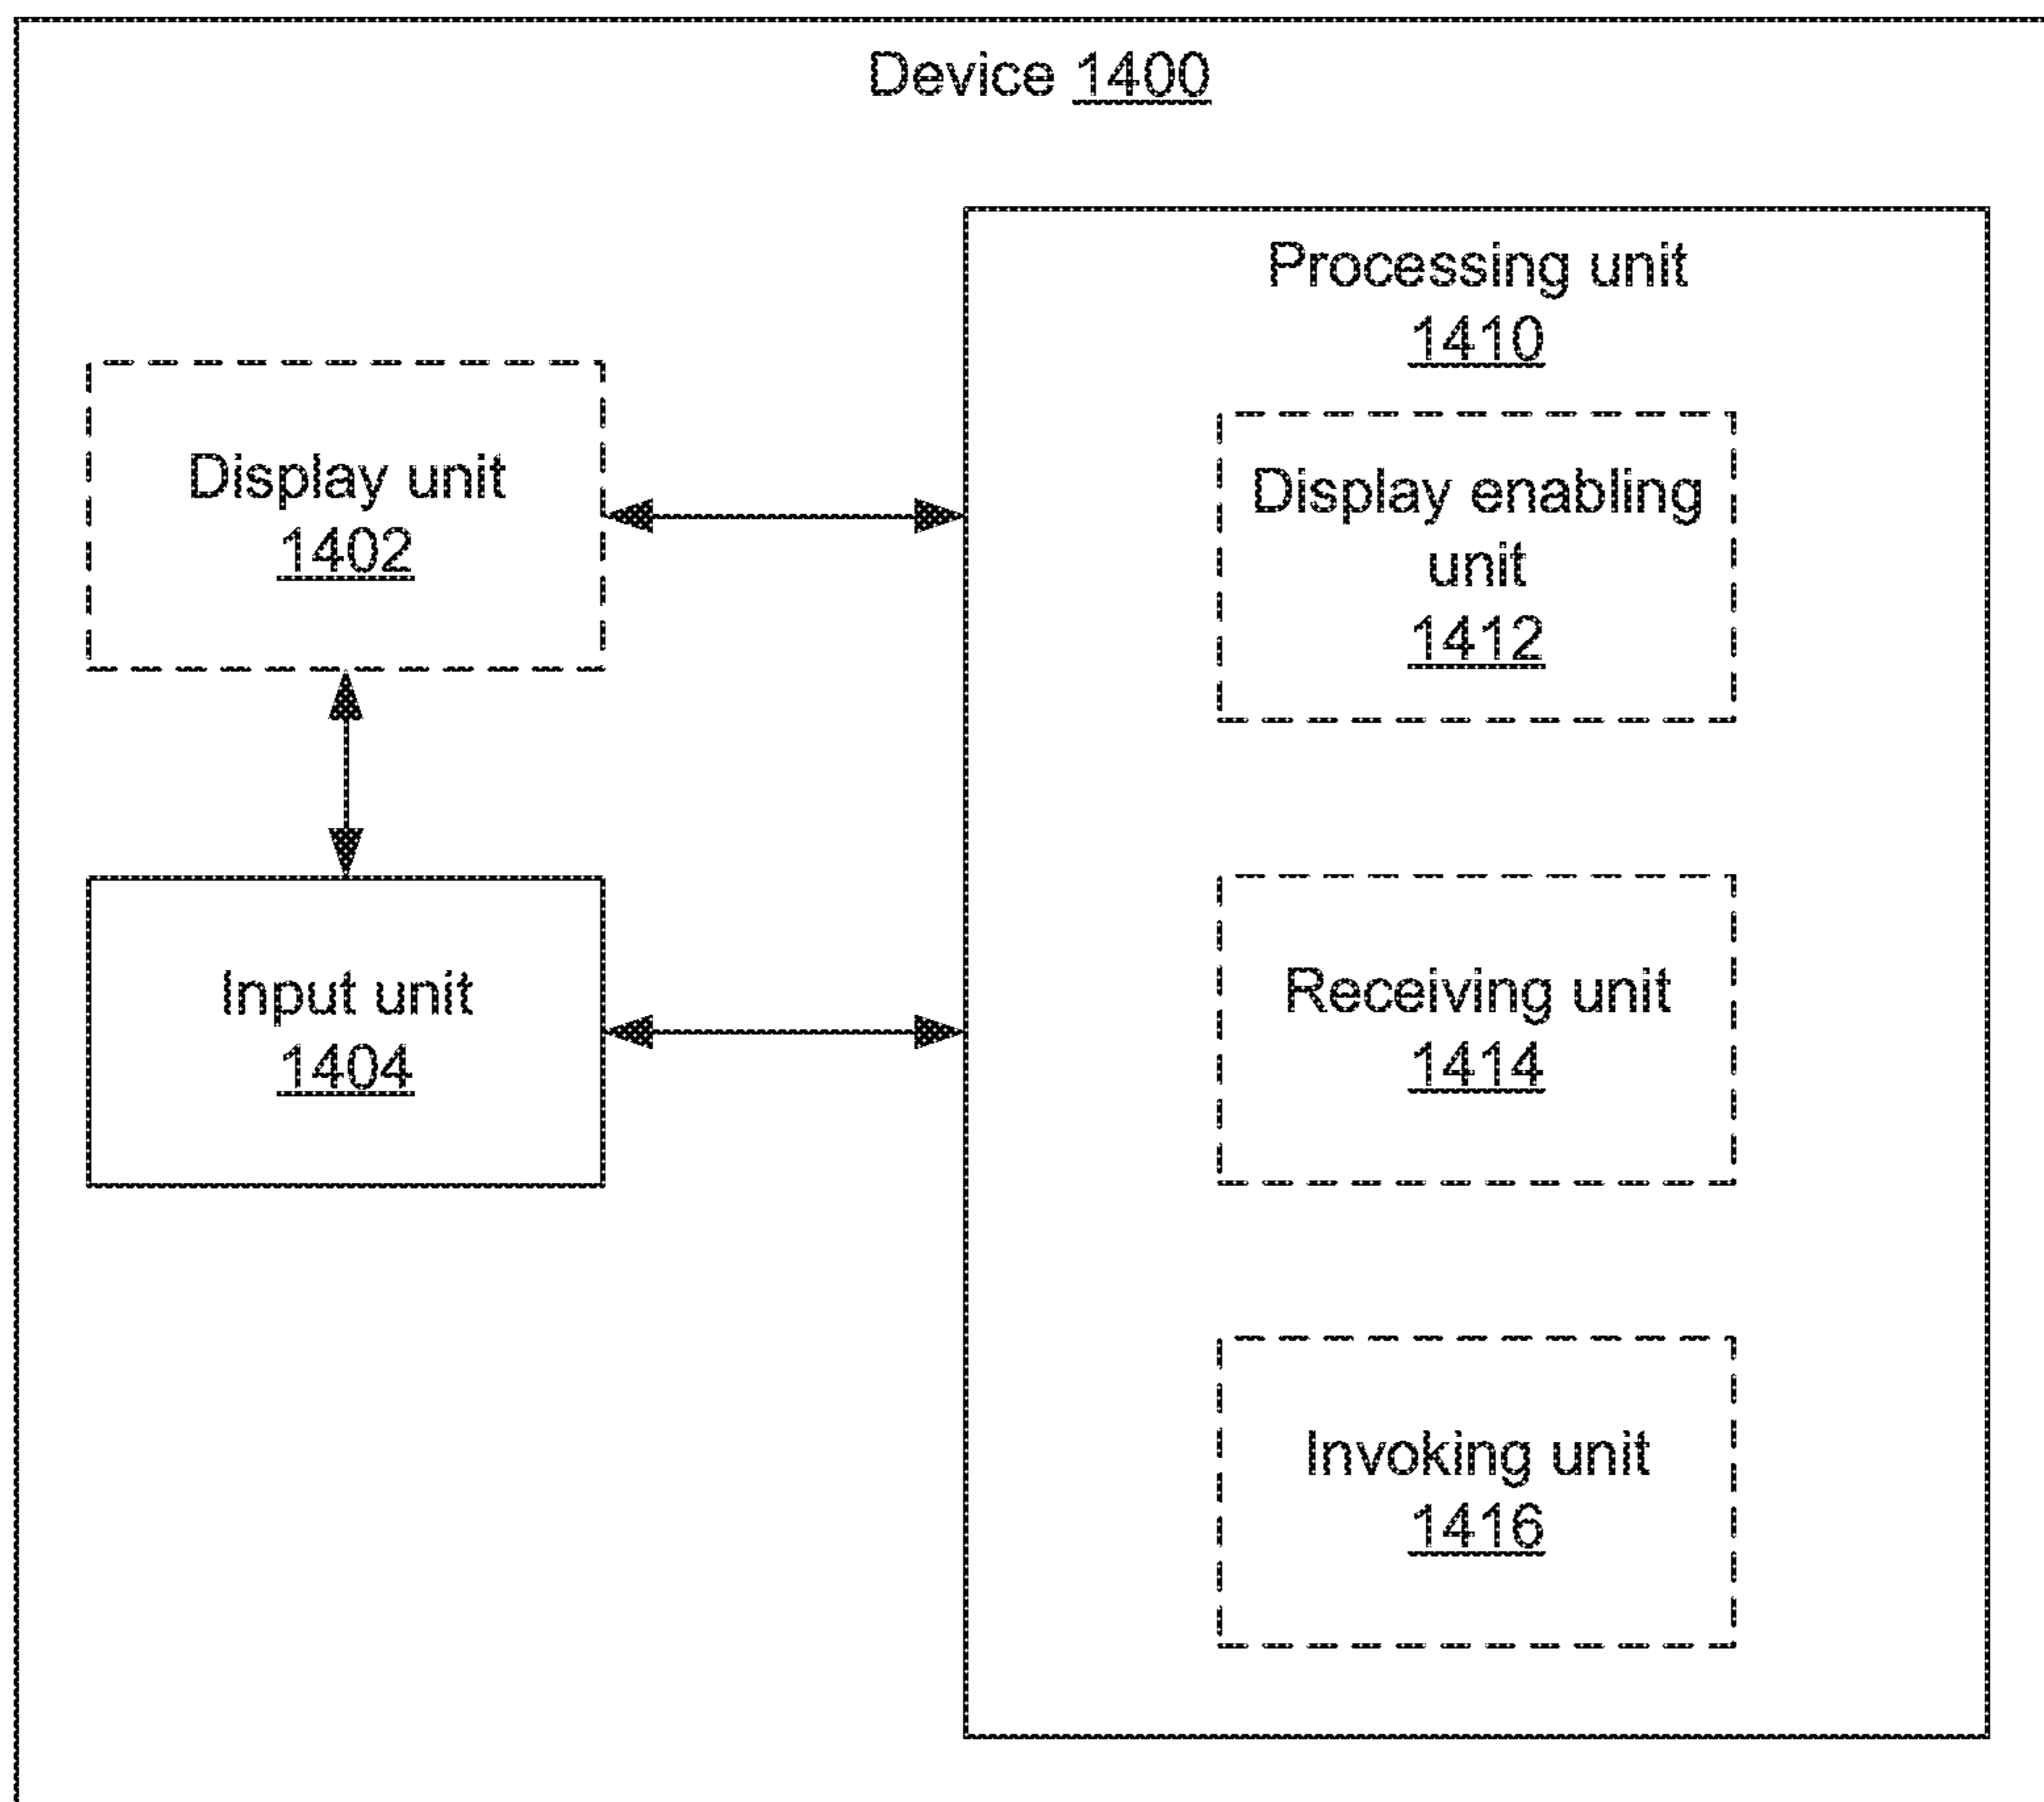 Device 1400
Processing unit
1410
Display unit
1402
Display enabling
unit
1412
Input unit
1404
Receiving unit
1414
Invoking unit
1416